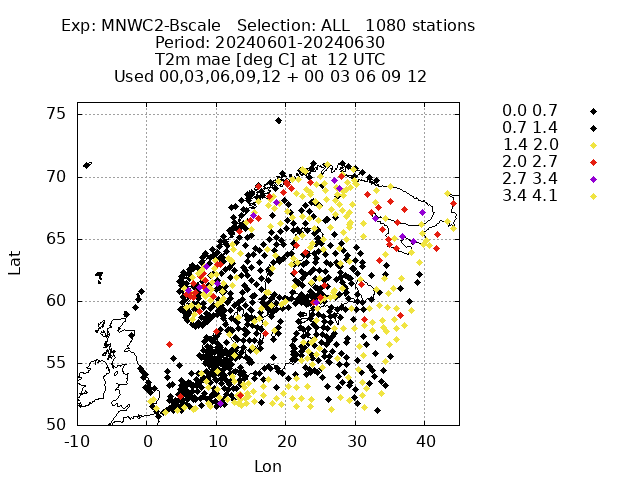 Exp: MNWC2-Bscale   Selection: ALL   1080 stations
Period: 20240601-20240630
T2m mae [deg C] at  12 UTC
Used 00,03,06,09,12 + 00 03 06 09 12
0.0 0.7
0.7 1.4
1.4 2.0
2.0 2.7
2.7 3.4
3.4 4.1
75
70
65
60
55
50
Lat
-10 0 10 20 30 40
Lon